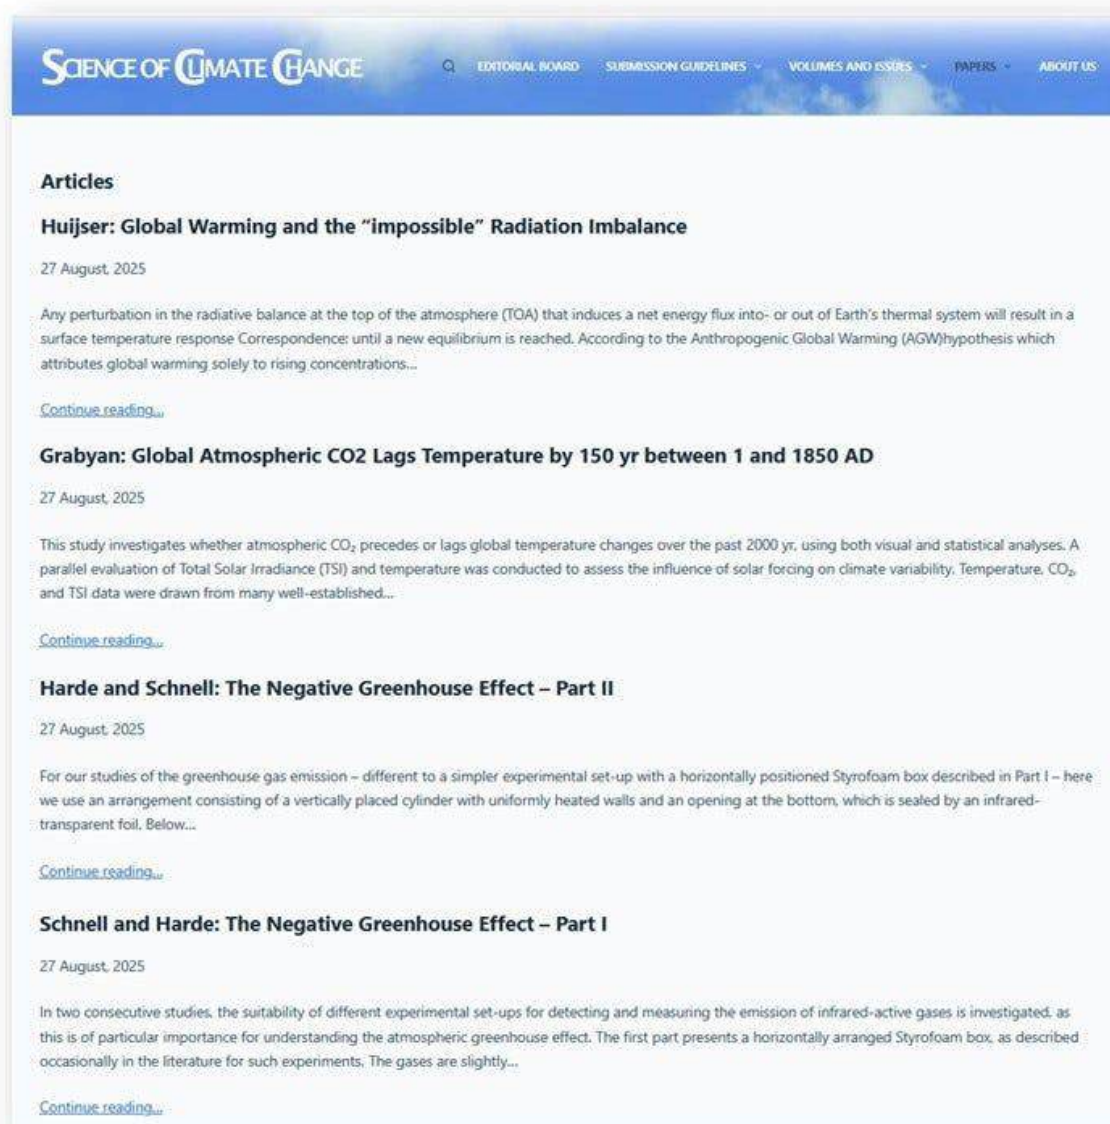 SCIENCE OF CLIMATE CHANGE
EDITORIAL BOARD SUBMISSION GUIDELINES VOLUMES AND ISSUES PAPERS ABOUT US
Articles
Huijser: Global Warming and the “impossible” Radiation Imbalance
27 August, 2025
Any perturbation in the radiative balance at the top of the atmosphere (TOA) that induces a net energy flux into- or out of Earth's thermal system will result in a
surface temperature response Correspondence: until a new equilibrium is reached. According to the Anthropogenic Global Warming (AGW)hypothesis which
attributes global warming solely to rising concentrations...
Continue reading...
Grabyan: Global Atmospheric CO2 Lags Temperature by 150 yr between 1 and 1850 AD
27 August, 2025
This study investigates whether atmospheric CO₂ precedes or lags global temperature changes over the past 2000 yr, using both visual and statistical analyses. A
parallel evaluation of Total Solar Irradiance (TSI) and temperature was conducted to assess the influence of solar forcing on climate variability. Temperature, CO₂,
and TSI data were drawn from many well-established...
Continue reading...
Harde and Schnell: The Negative Greenhouse Effect – Part II
27 August, 2025
For our studies of the greenhouse gas emission – different to a simpler experimental set-up with a horizontally positioned Styrofoam box described in Part I – here
we use an arrangement consisting of a vertically placed cylinder with uniformly heated walls and an opening at the bottom, which is sealed by an infrared-
transparent foil. Below...
Continue reading...
Schnell and Harde: The Negative Greenhouse Effect – Part I
27 August, 2025
In two consecutive studies, the suitability of different experimental set-ups for detecting and measuring the emission of infrared-active gases is investigated, as
this is of particular importance for understanding the atmospheric greenhouse effect. The first part presents a horizontally arranged Styrofoam box, as described
occasionally in the literature for such experiments. The gases are slightly...
Continue reading...